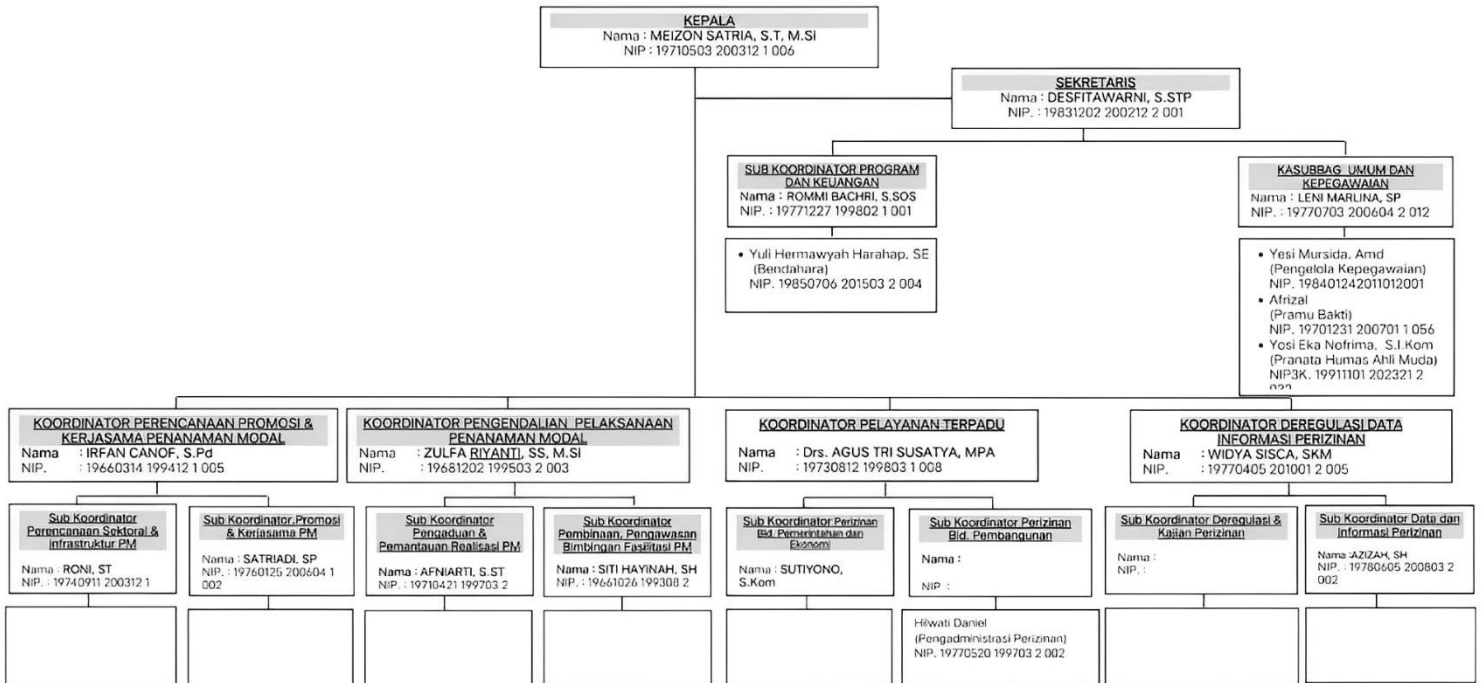 KEPALA
Nama : MEIZON SATRIA, S.T, M.Si
NIP : 19710503 200312 1 006
SEKRETARIS
Nama : DESFITAWARNI, S.STP
NIP. : 19831202 200212 2 001
SUB KOORDINATOR PROGRAM
DAN KEUANGAN
Nama : ROMMI BACHRI, S.SOS
NIP. : 19771227 199802 1 001
KASUBBAG UMUM DAN
KEPEGAWAIAN
Nama : LENI MARLINA, SP
NIP. : 19770703 200604 2 012
• Yuli Hermawyah Harahap, SE
(Bendahara)
NIP. 19850706 201503 2 004
• Yesi Mursida, Amd
(Pengelola Kepegawaian)
NIP. 198401242011012001
• Afrizal
(Pramu Bakti)
NIP. 19701231 200701 1 056
• Yosi Eka Nofrima, S.I.Kom
(Pranata Humas Ahli Muda)
NIP3K. 19911101 202321 2
KOORDINATOR PERENCANAAN PROMOSI &
KERJASAMA PENANAMAN MODAL
Nama : IRFAN CANOF, S.Pd
NIP. : 19660314 199412 1 005
KOORDINATOR PENGENDALIAN PELAKSANAAN
PENANAMAN MODAL
Nama : ZULFA RIYANTI, SS, M.SI
NIP. : 19681202 199503 2 003
KOORDINATOR PELAYANAN TERPADU
Nama : Drs. AGUS TRI SUSATYA, MPA
NIP. : 19730812 199803 1 008
KOORDINATOR DEREGULASI DATA
INFORMASI PERIZINAN
Nama : WIDYA SISCA, SKM
NIP. : 19770405 201001 2 005
Sub Koordinator
Perencanaan Sektoral &
Infrastruktur PM
Nama : RONI, ST
NIP. : 19740911 200312 1
Sub Koordinator.Promosi
& Kerjasama PM
Nama : SATRIADI, SP
NIP. : 19760125 200604 1
002
Sub Koordinator
Pengaduan &
Pemantauan Realisasi PM
Nama : AFNIARTI, S.ST
NIP. : 19710421 199703 2
Sub Koordinator
Pembinaan, Pengawasan
Bimbingan Fasilitasi PM
Nama : SITI HAYINAH, SH
NIP. : 19661026 199308 2
Sub Koordinator Perizinan
Bid. Pemerintahan dan
Ekonomi
Nama : SUTIYONO,
S.Kom
Sub Koordinator Perizinan
Bid. Pembangunan
Nama :
NIP :
Sub Koordinator Deregulasi &
Kajian Perizinan
Nama :
NIP. :
Sub Koordinator Data dan
Informasi Perizinan
Nama :AZIZAH, SH
NIP. : 19780605 200803 2
002
Hilwati Daniel
(Pengadministrasi Perizinan)
NIP. 19770520 199703 2 002